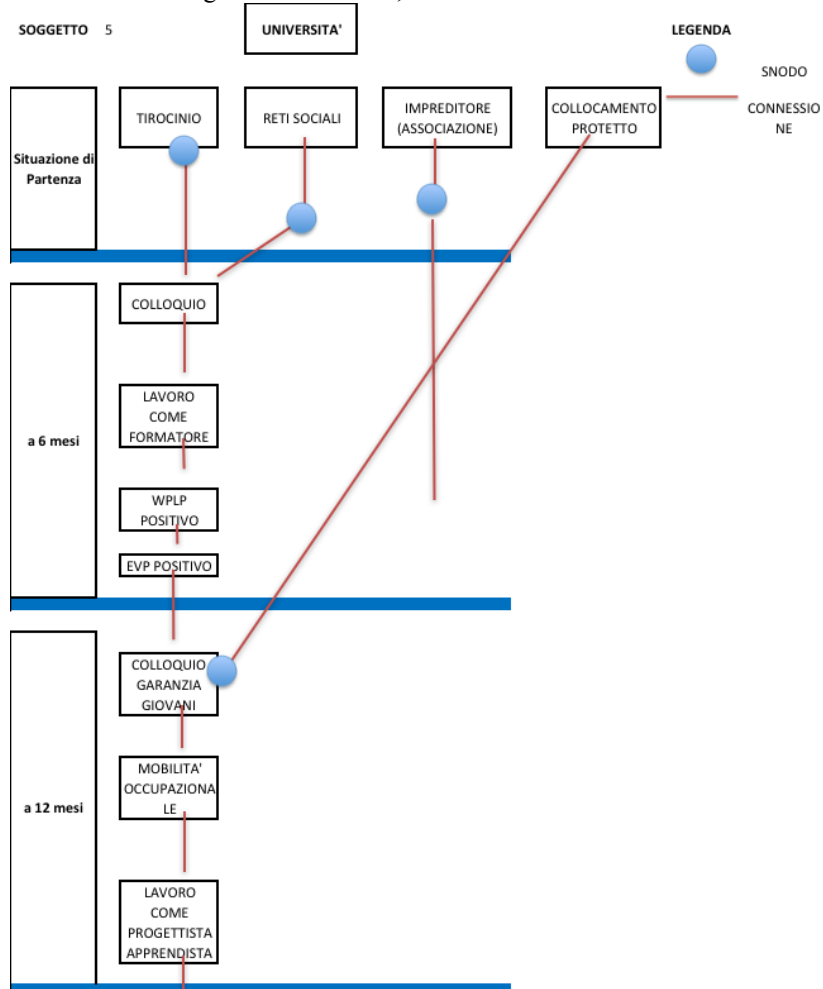 SOGGETTO 5
UNIVERSITA'
LEGENDA
SNODO
CONNESSIO
NE
Situazione di
Partenza
TIROCINIO
RETI SOCIALI
IMPREDITORE
(ASSOCIAZIONE)
COLLOCAMENTO
PROTETTO
a 6 mesi
COLLOQUIO
LAVORO
COME
FORMATORE
WPLP
POSITIVO
EVP POSITIVO
a 12 mesi
COLLOQUIO
GARANZIA
GIOVANI
MOBILITA'
OCCUPAZIONA
LE
LAVORO
COME
PROGETTISTA
APPRENDISTA